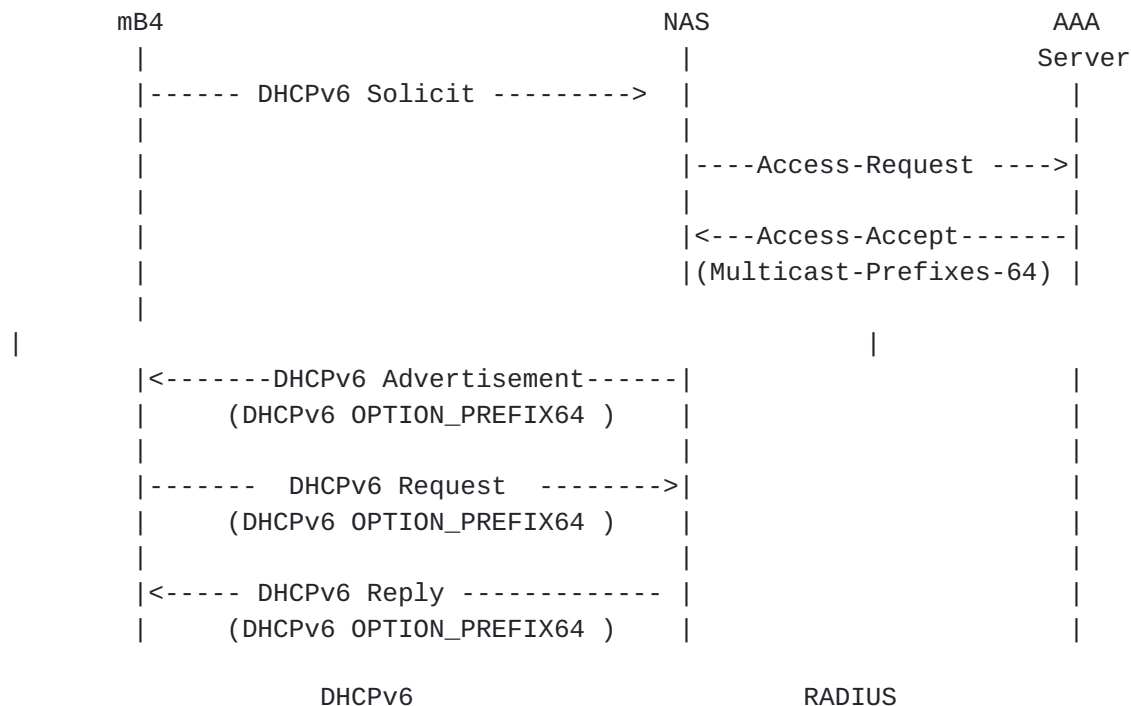 mB4 NAS AAA
| | Server
|------ DHCPv6 Solicit ---------> | |
| | |
| |----Access-Request ---->|
| | |
| |<---Access-Accept-------|
| |(Multicast-Prefixes-64) |
|
| |
|<-------DHCPv6 Advertisement------| |
| (DHCPv6 OPTION_PREFIX64 ) | |
| | |
|------- DHCPv6 Request -------->| |
| (DHCPv6 OPTION_PREFIX64 ) | |
| | |
|<----- DHCPv6 Reply ------------- | |
| (DHCPv6 OPTION_PREFIX64 ) | |
DHCPv6 RADIUS